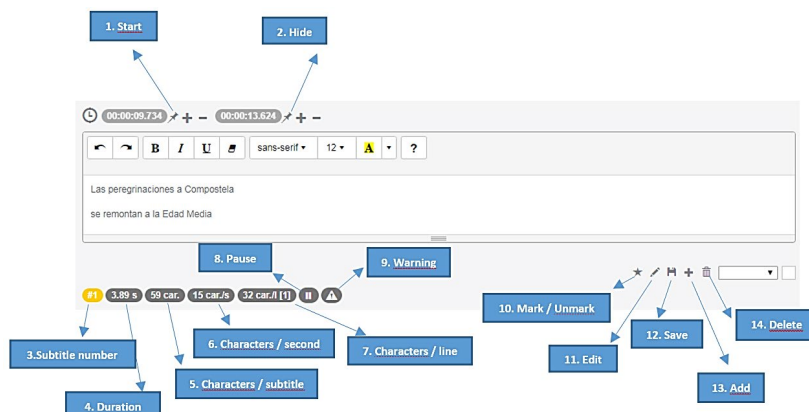 1. Start
2. Hide
00:00:09.734 00:00:13.624
B I U sans-serif 12 A ?
Las peregrinaciones a Compostela
se remontan a la Edad Media
8. Pause
9. Warning
#1 3.89 s 59 car. 15 car./s 32 car./l [1]
10. Mark / Unmark
12. Save
14. Delete
3.Subtitle number
6. Characters / second
7. Characters / line
11. Edit
5. Characters / subtitle
13. Add
4. Duration